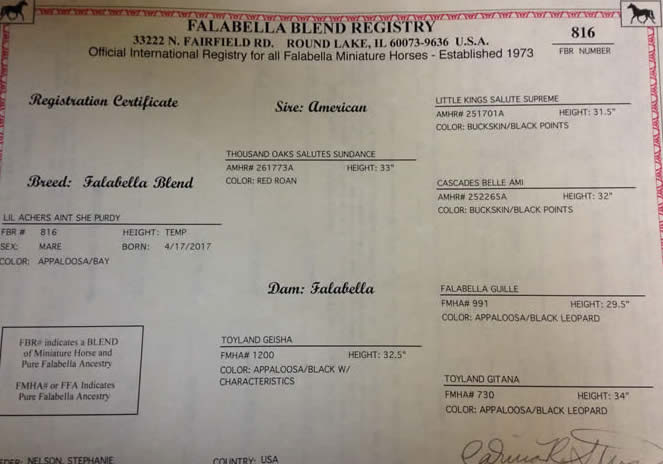 FALABELLA BLEND REGISTRY
33222 N. FAIRFIELD RD. ROUND LAKE, IL 60073-9636 U.S.A.
Official International Registry for all Falabella Miniature Horses - Established 1973
816
FBR NUMBER
Registration Certificate
Sire: American
LITTLE KINGS SALUTE SUPREME
AMHR# 251701A HEIGHT: 31.5"
COLOR: BUCKSKIN/BLACK POINTS
THOUSAND OAKS SALUTES SUNDANCE
AMHR# 261773A HEIGHT: 33"
COLOR: RED ROAN
Breed: Falabella Blend
CASCADES BELLE AMI
AMHR# 252265A HEIGHT: 32"
COLOR: BUCKSKIN/BLACK POINTS
LIL ACHERS AINT SHE PURDY
FBR # 816 HEIGHT: TEMP
SEX: MARE BORN: 4/17/2017
COLOR: APPALOOSA/BAY
Dam: Falabella
FALABELLA GUILLE
FMHA# 991 HEIGHT: 29.5"
COLOR: APPALOOSA/BLACK LEOPARD
TOYLAND GEISHA
FMHA# 1200 HEIGHT: 32.5"
COLOR: APPALOOSA/BLACK W/
CHARACTERISTICS
FBR# indicates a BLEND
of Miniature Horse and
Pure Falabella Ancestry
FMHA# or FFA Indicates
Pure Falabella Ancestry
TOYLAND GITANA
FMHA# 730 HEIGHT: 34"
COLOR: APPALOOSA/BLACK LEOPARD
NELSON, STEPHANIE COUNTRY: USA